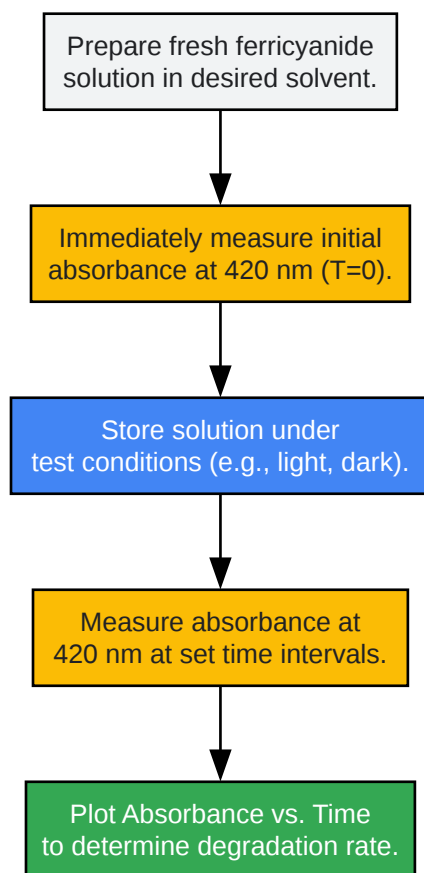 Prepare fresh ferricyanide
solution in desired solvent.
Immediately measure initial
absorbance at 420 nm (T=0).
Store solution under
test conditions (e.g., light, dark).
Measure absorbance at
420 nm at set time intervals.
Plot Absorbance vs. Time
to determine degradation rate.